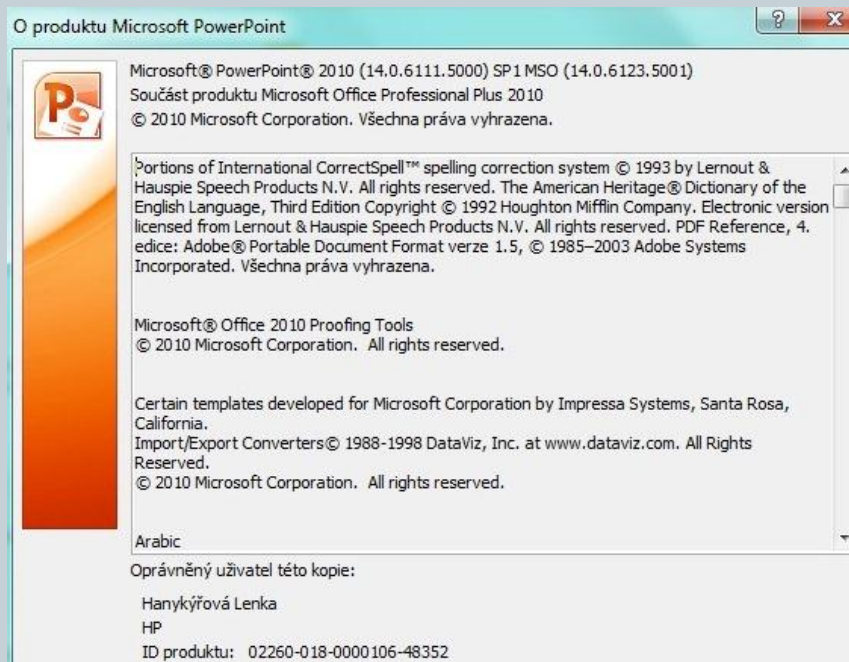 O produktu Microsoft PowerPoint
Microsoft® PowerPoint® 2010 (14.0.6111.5000) SP1 MSO (14.0.6123.5001)
Součást produktu Microsoft Office Professional Plus 2010
© 2010 Microsoft Corporation. Všechna práva vyhrazena.
Portions of International CorrectSpell™ spelling correction system © 1993 by Lernout &
Hauspie Speech Products N.V. All rights reserved. The American Heritage® Dictionary of the
English Language, Third Edition Copyright © 1992 Houghton Mifflin Company. Electronic version
licensed from Lernout & Hauspie Speech Products N.V. All rights reserved. PDF Reference, 4.
edice: Adobe® Portable Document Format verze 1.5, © 1985–2003 Adobe Systems
Incorporated. Všechna práva vyhrazena.
Microsoft® Office 2010 Proofing Tools
© 2010 Microsoft Corporation.  All rights reserved.
Certain templates developed for Microsoft Corporation by Impressa Systems, Santa Rosa,
California.
Import/Export Converters© 1988-1998 DataViz, Inc. at www.dataviz.com. All Rights
Reserved.
© 2010 Microsoft Corporation.  All rights reserved.
Arabic
Oprávněný uživatel této kopie:
Hanykýřová Lenka
HP
ID produktu: 02260-018-0000106-48352